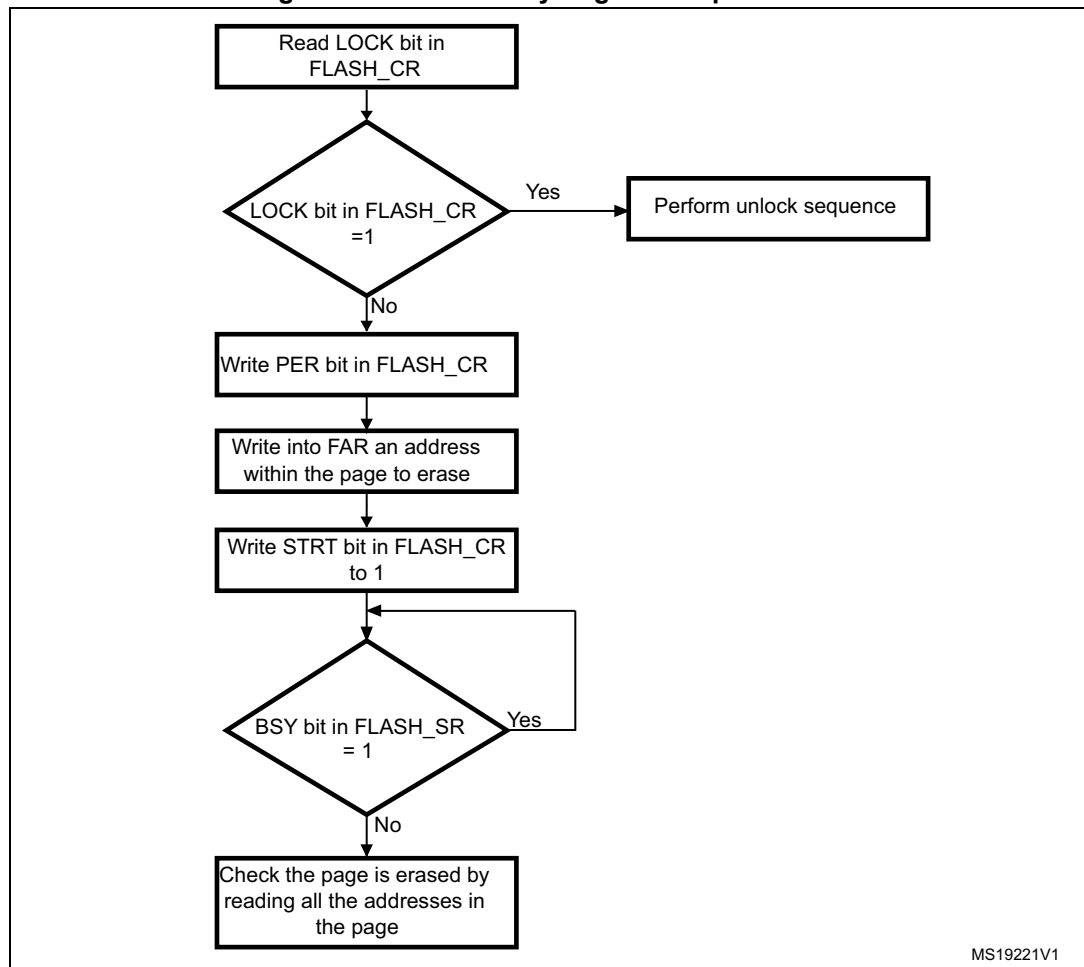 Read LOCK bit in
FLASH_CR
LOCK bit in FLASH_CR
=1
Yes
Perform unlock sequence
No
Write PER bit in FLASH_CR
Write into FAR an address
within the page to erase
Write STRT bit in FLASH_CR
to 1
BSY bit in FLASH_SR
= 1
Yes
No
Check the page is erased by
reading all the addresses in
the page
MS19221V1